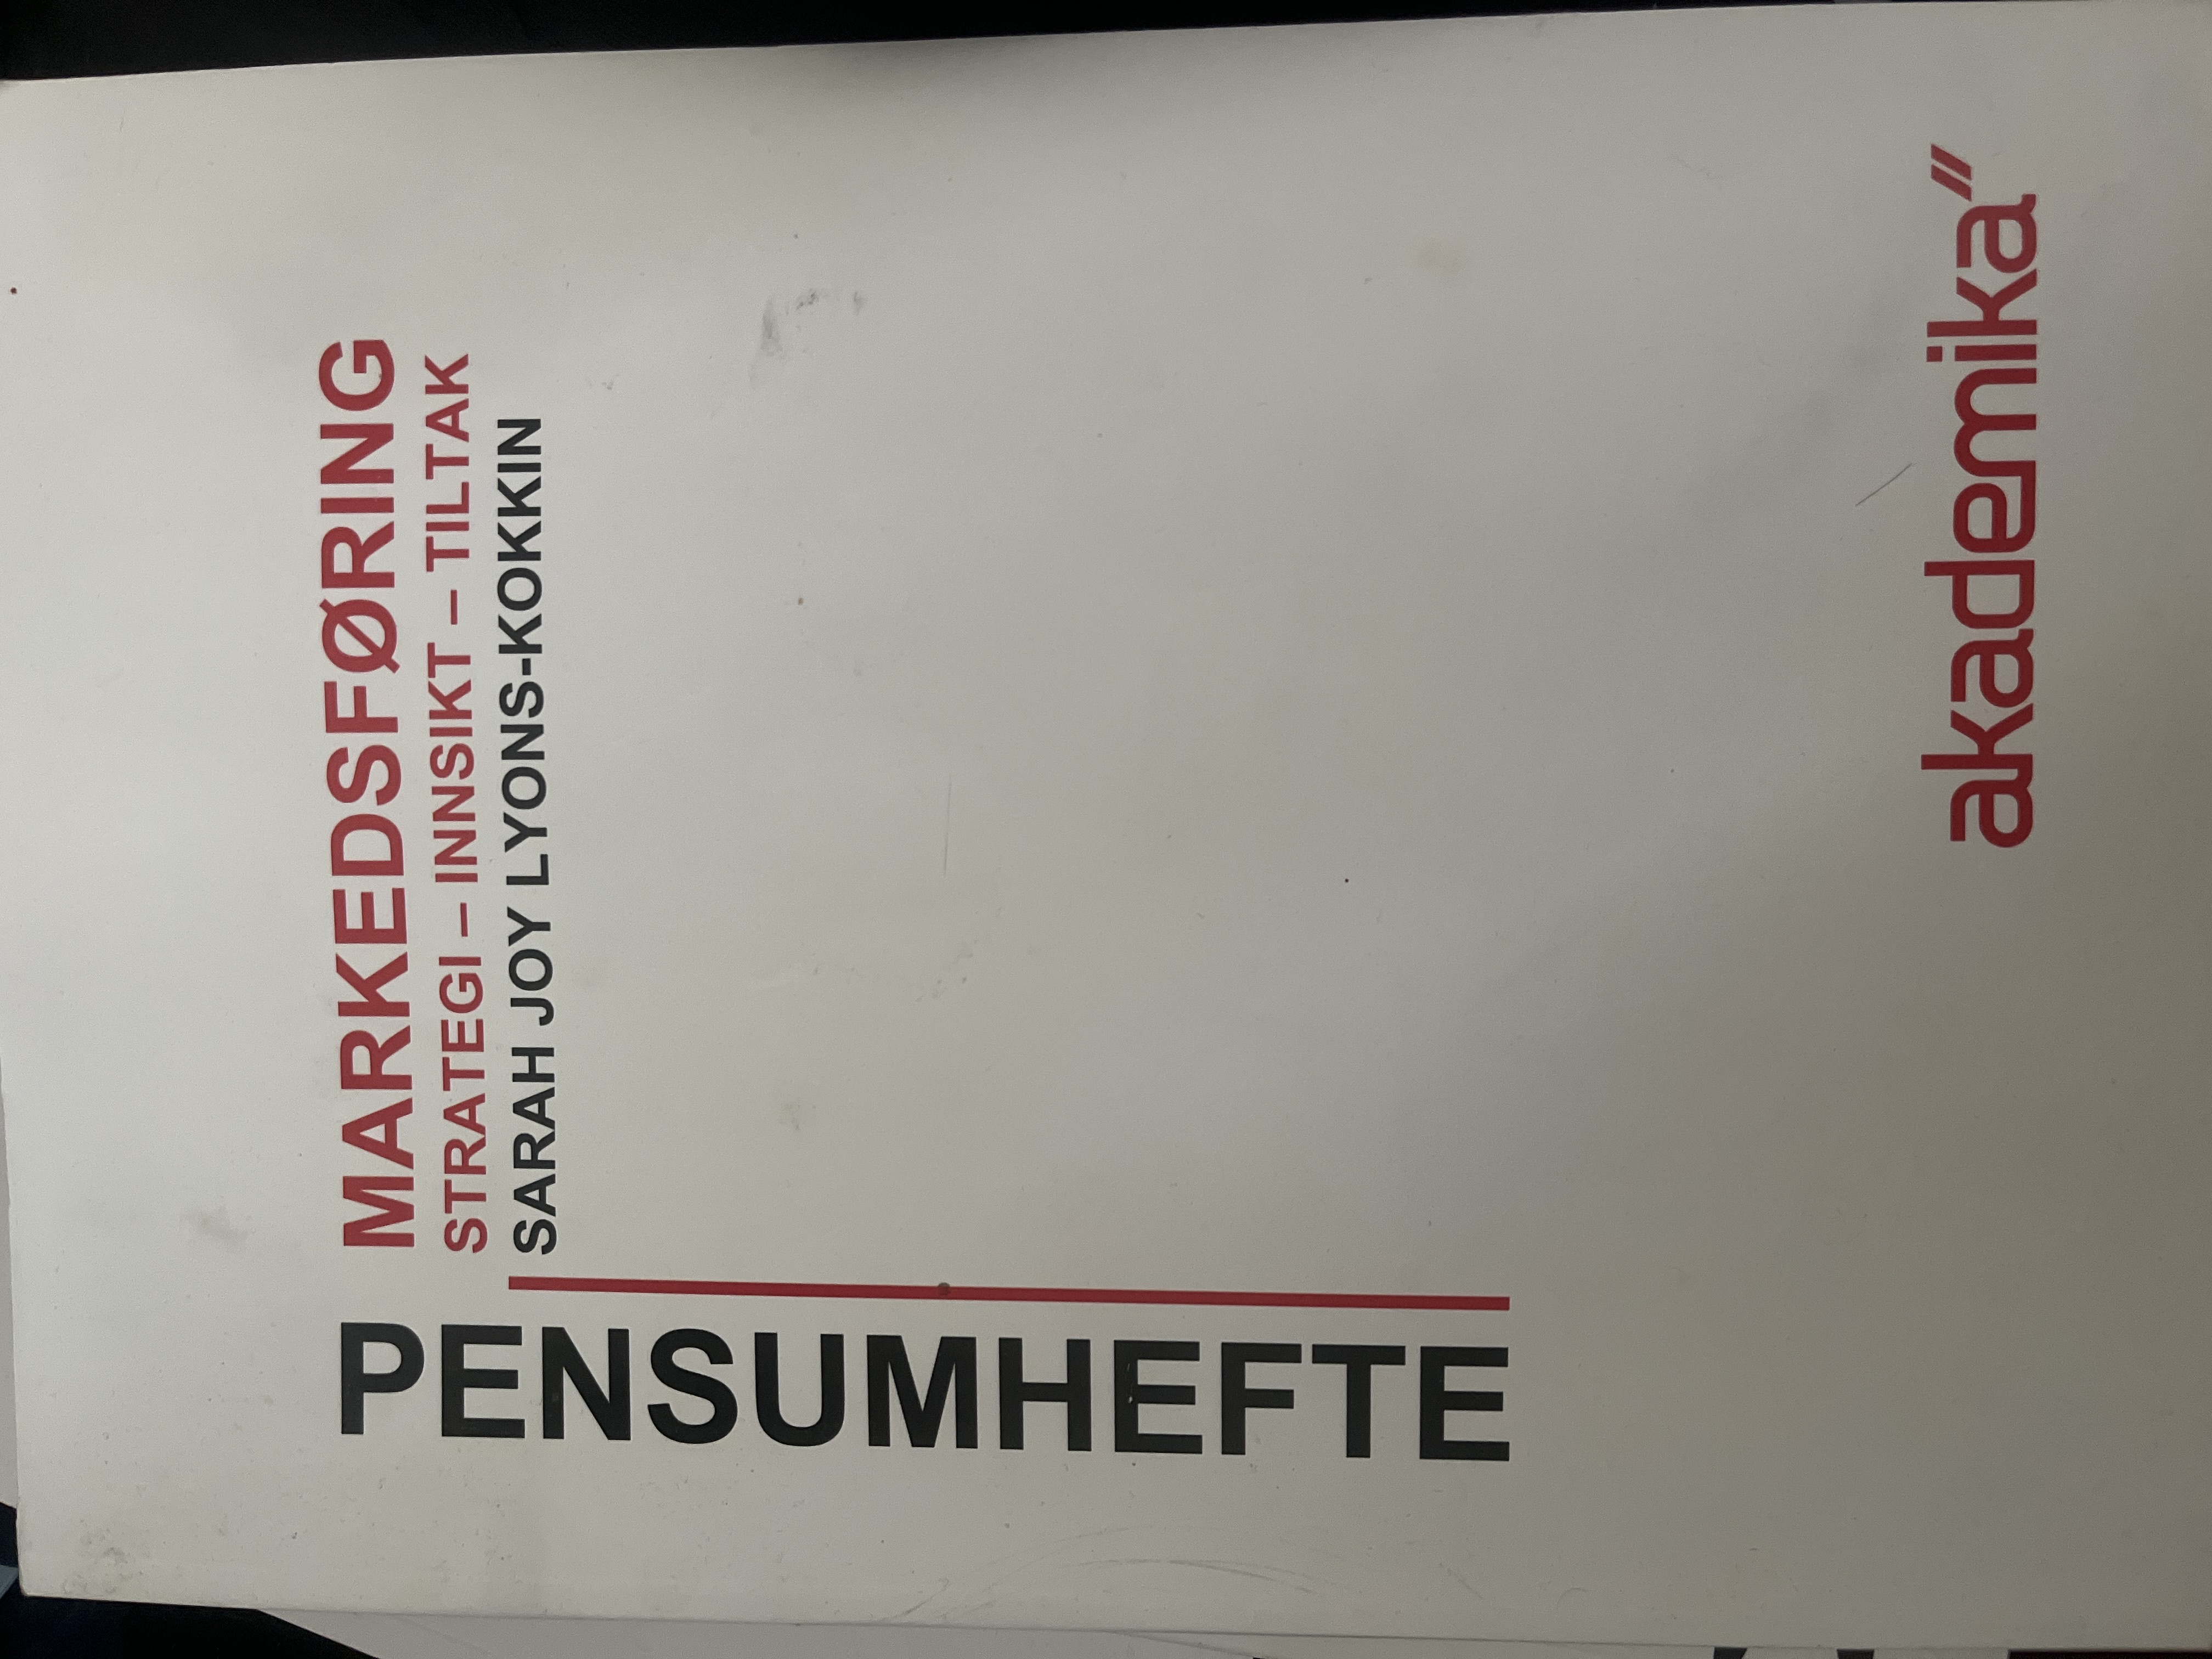 MARKEDSFØRING
STRATEGI – INNSIKT – TILTAK
SARAH JOY LYONS-KOKKIN
PENSUMHEFTE
akademika